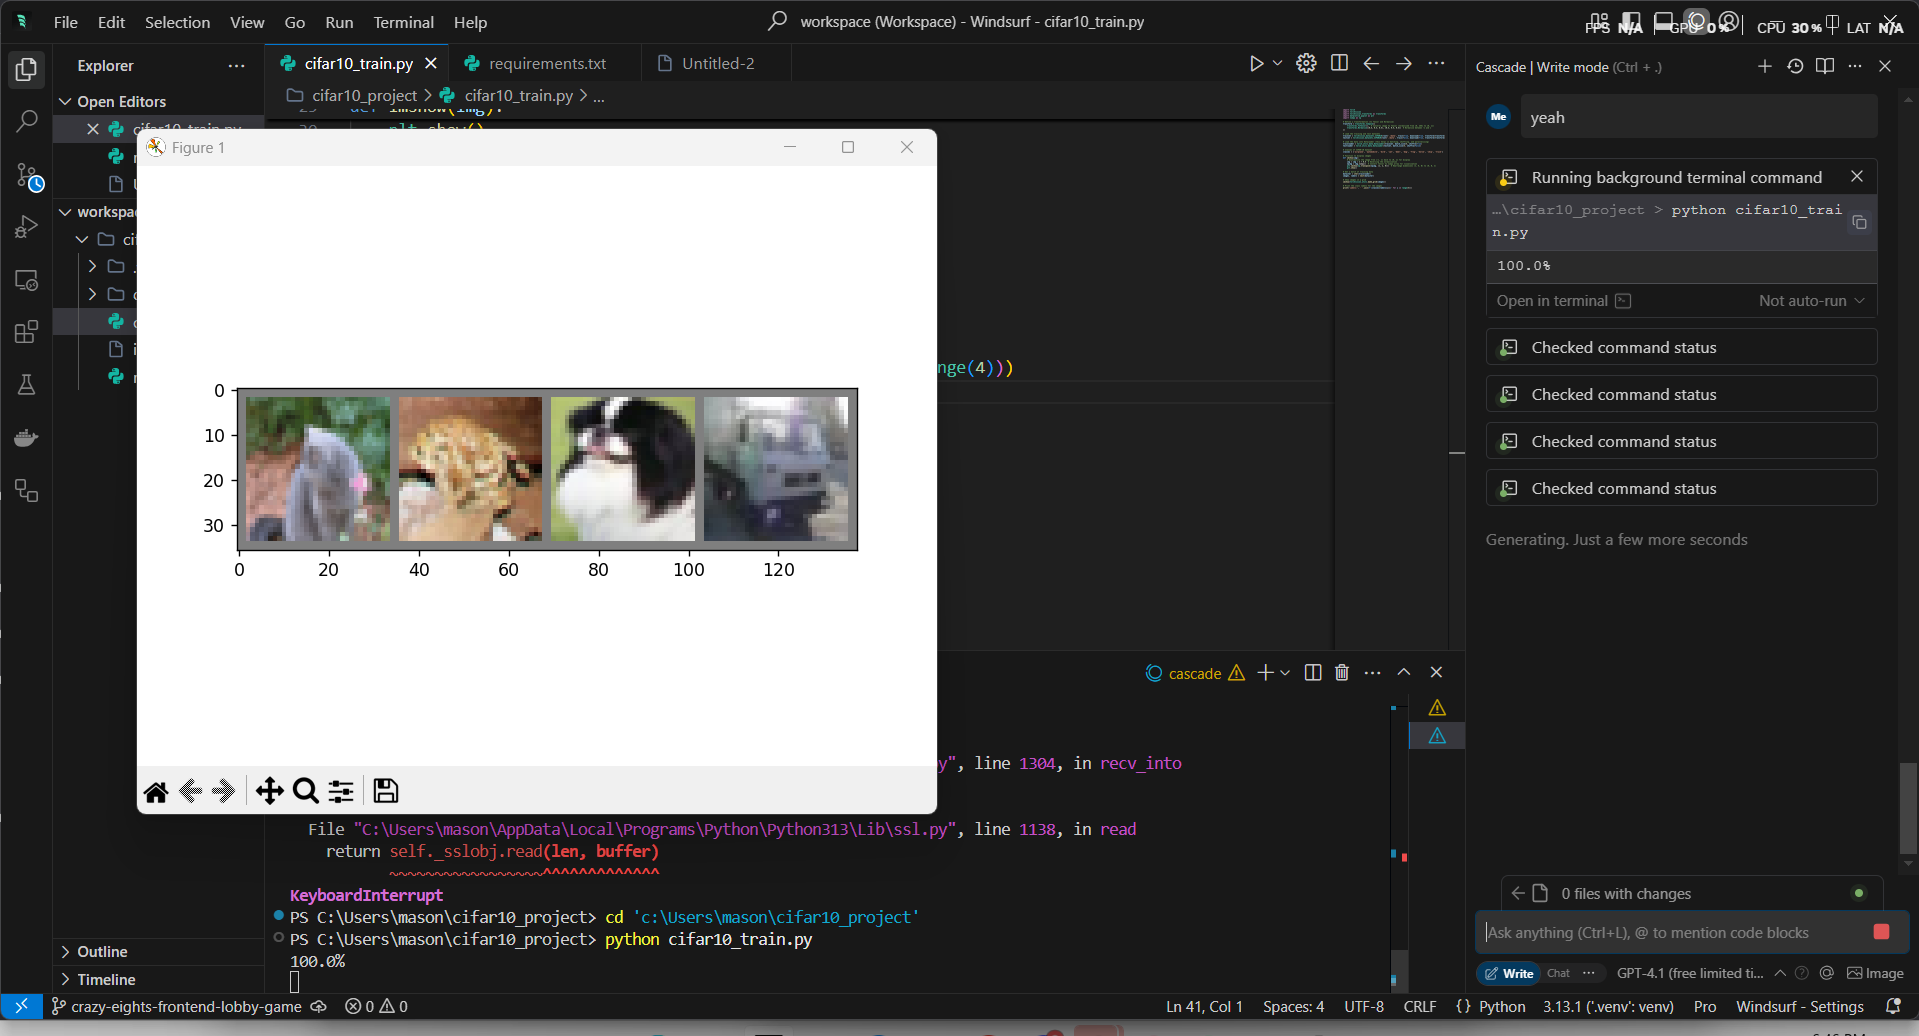 File Edit Selection View Go Run Terminal Help
workspace (Workspace) - Windsurf - cifar10_train.py
FPS N/A GPU 0% CPU 30% LAT N/A
Explorer
Open Editors
cifar10_train.py
workspa
ci
cifar10_train.py
requirements.txt
Untitled-2
cifar10_project > cifar10_train.py > ...
plt.show()
nge(4)))
Figure 1
0
10
20
30
0 20 40 60 80 100 120
cascade
y", line 1304, in recv_into
File "C:\Users\mason\AppData\Local\Programs\Python\Python313\Lib\ssl.py", line 1138, in read
return self._sslobj.read(len, buffer)
~~~~~~~~~~~~~~~~~^^^^^^^^^^^^^
KeyboardInterrupt
PS C:\Users\mason\cifar10_project> cd 'c:\Users\mason\cifar10_project'
PS C:\Users\mason\cifar10_project> python cifar10_train.py
100.0%
Outline
Timeline
Cascade | Write mode (Ctrl + .)
Me
yeah
Running background terminal command
...\cifar10_project > python cifar10_trai
n.py
100.0%
Open in terminal
Not auto-run
Checked command status
Checked command status
Checked command status
Checked command status
Generating. Just a few more seconds
0 files with changes
Ask anything (Ctrl+L), @ to mention code blocks
Write Chat ... GPT-4.1 (free limited ti... Image
crazy-eights-frontend-lobby-game 0 0
Ln 41, Col 1 Spaces: 4 UTF-8 CRLF {} Python 3.13.1 ('.venv': venv) Pro Windsurf - Settings